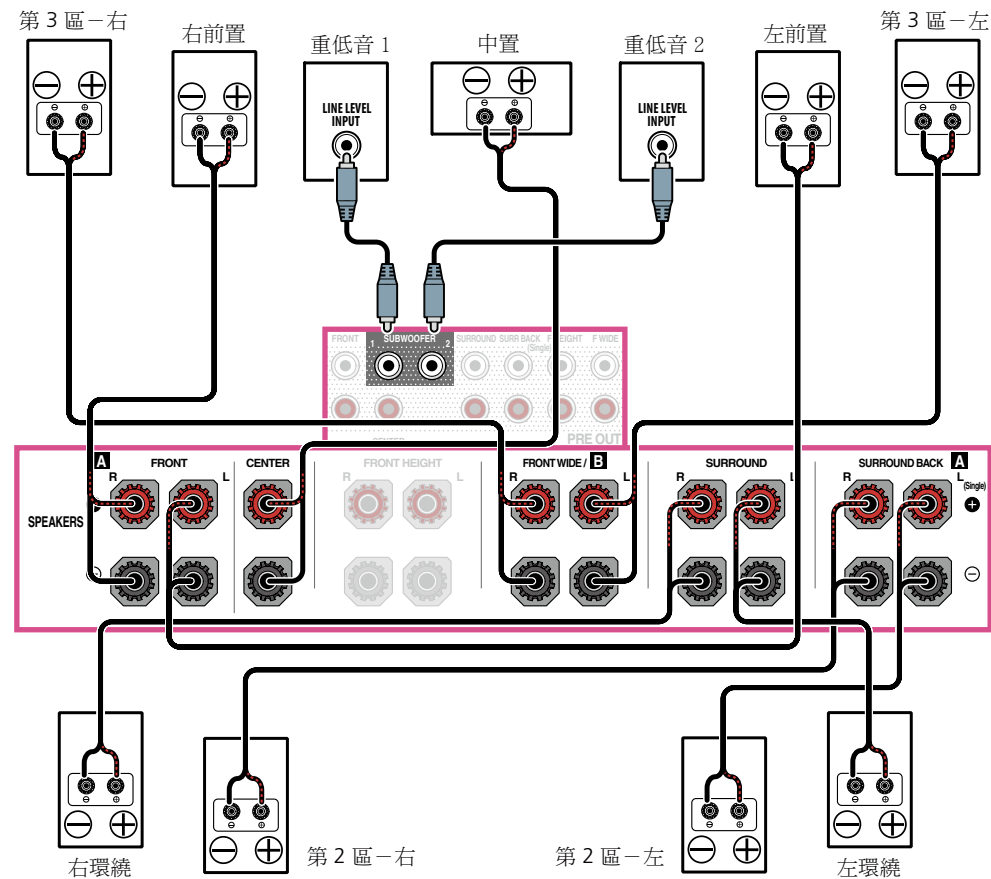 第 3 區－右
右前置
重低音 1
中置
重低音 2
左前置
第 3 區－左
LINE LEVEL
INPUT
LINE LEVEL
INPUT
FRONT
SUBWOOFER
1
2
SURROUND
SURR BACK
(Single)
F WIDE
PRE OUT
A
FRONT
R
CENTER
FRONT HEIGHT
R
L
FRONT WIDE / B
R
L
SURROUND
R
L
SURROUND BACK A
R
L
(Single)
SPEAKERS
右環繞
第 2 區－右
第 2 區－左
左環繞